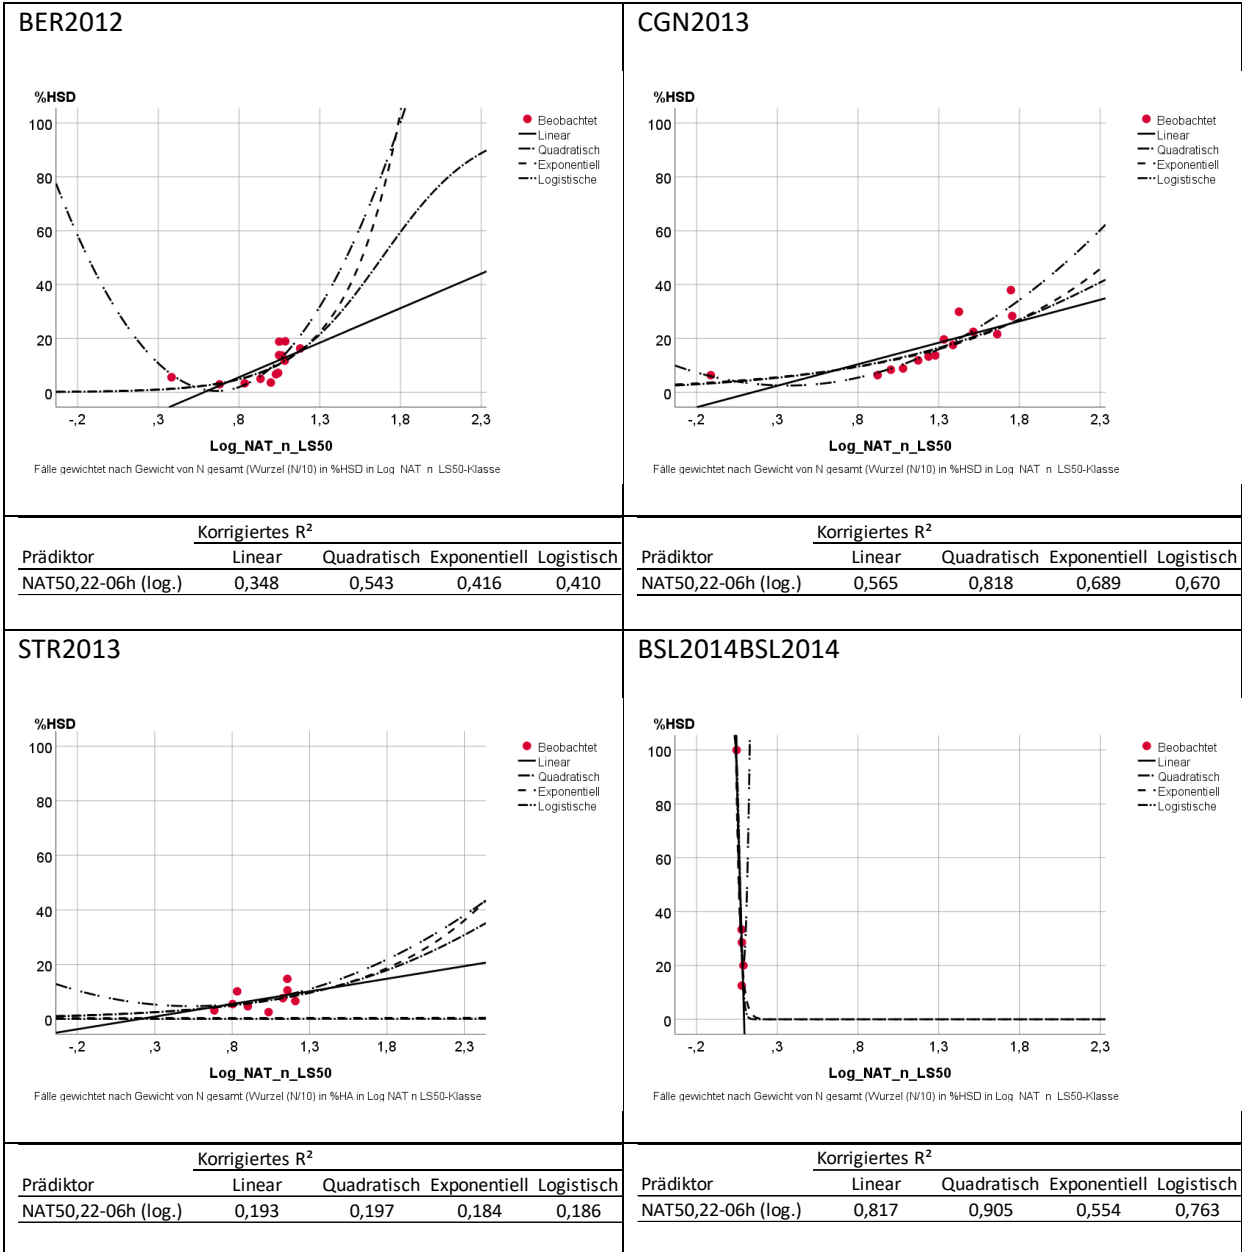 BER2012
%HSD
100
80
60
40
20
0
-,2 ,3 ,8 1,3 1,8 2,3
Log_NAT_n_LS50
Beobachtet
Linear
Quadratisch
Exponentiell
Logistische
Fälle gewichtet nach Gewicht von N gesamt (Wurzel (N/10) in %HSD in Log_NAT_n_LS50-Klasse
Korrigiertes R²
Prädiktor Linear Quadratisch Exponentiell Logistisch
NAT50,22-06h (log.) 0,348 0,543 0,416 0,410
CGN2013
%HSD
100
80
60
40
20
0
-,2 ,3 ,8 1,3 1,8 2,3
Log_NAT_n_LS50
Beobachtet
Linear
Quadratisch
Exponentiell
Logistische
Fälle gewichtet nach Gewicht von N gesamt (Wurzel (N/10) in %HSD in Log_NAT_n_LS50-Klasse
Korrigiertes R²
Prädiktor Linear Quadratisch Exponentiell Logistisch
NAT50,22-06h (log.) 0,565 0,818 0,689 0,670
STR2013
%HSD
100
80
60
40
20
0
-,2 ,3 ,8 1,3 1,8 2,3
Log_NAT_n_LS50
Beobachtet
Linear
Quadratisch
Exponentiell
Logistische
Fälle gewichtet nach Gewicht von N gesamt (Wurzel (N/10) in %HA in Log NAT n LS50-Klasse
Korrigiertes R²
Prädiktor Linear Quadratisch Exponentiell Logistisch
NAT50,22-06h (log.) 0,193 0,197 0,184 0,186
BSL2014BSL2014
%HSD
100
80
60
40
20
0
-,2 ,3 ,8 1,3 1,8 2,3
Log_NAT_n_LS50
Beobachtet
Linear
Quadratisch
Exponentiell
Logistische
Fälle gewichtet nach Gewicht von N gesamt (Wurzel (N/10) in %HSD in Log_NAT_n_LS50-Klasse
Korrigiertes R²
Prädiktor Linear Quadratisch Exponentiell Logistisch
NAT50,22-06h (log.) 0,817 0,905 0,554 0,763